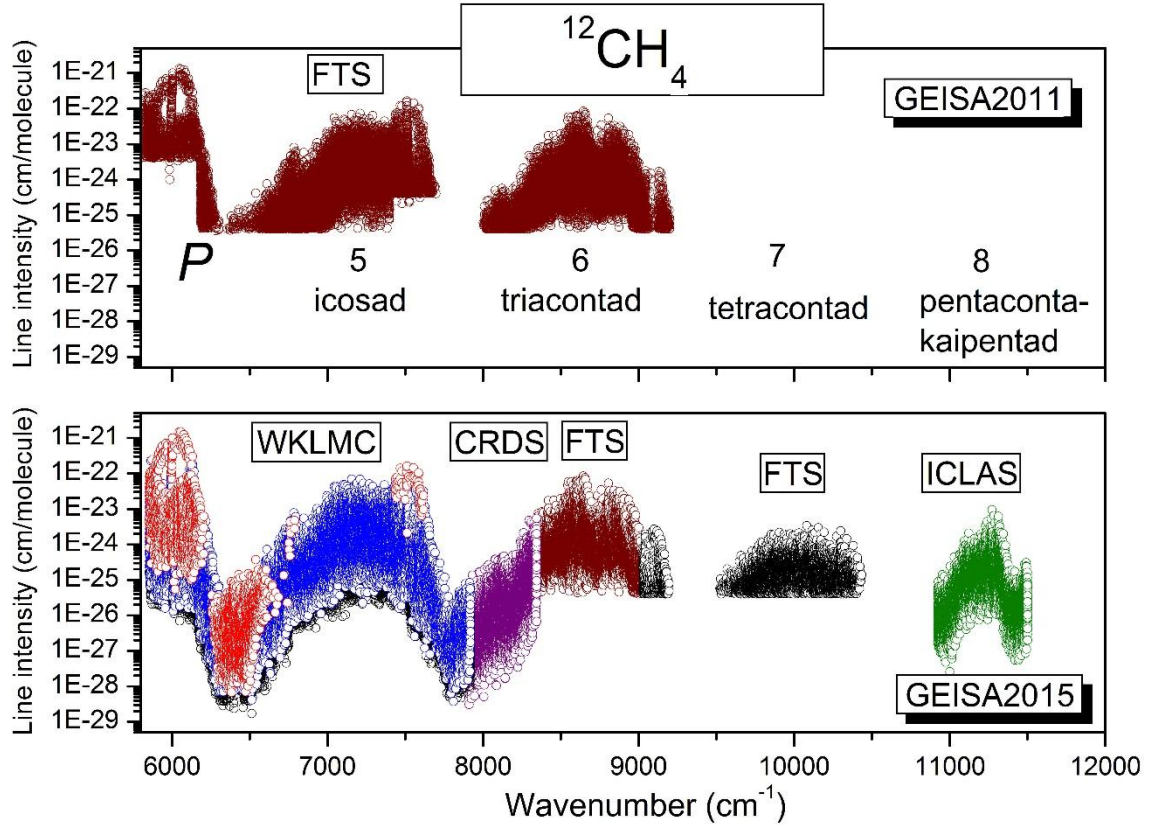 ¹²CH₄
FTS
GEISA2011
Line intensity (cm/molecule)
1E-21
1E-22
1E-23
1E-24
1E-25
1E-26
1E-27
1E-28
1E-29
P
5
icosad
6
triacontad
7
tetracontad
8
pentaconta-
kaipentad
Line intensity (cm/molecule)
1E-21
1E-22
1E-23
1E-24
1E-25
1E-26
1E-27
1E-28
1E-29
WKLMC
CRDS
FTS
FTS
ICLAS
GEISA2015
6000 7000 8000 9000 10000 11000 12000
Wavenumber (cm⁻¹)